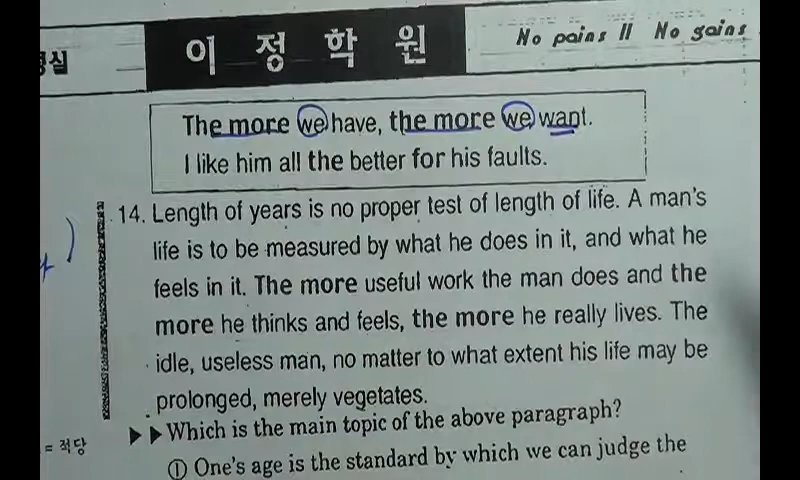 이 정 학 원
No pains || No gains
The more we have, the more we want.
I like him all the better for his faults.
14. Length of years is no proper test of length of life. A man's
life is to be measured by what he does in it, and what he
feels in it. The more useful work the man does and the
more he thinks and feels, the more he really lives. The
idle, useless man, no matter to what extent his life may be
prolonged, merely vegetates.
▶▶ Which is the main topic of the above paragraph?
= 적당
① One's age is the standard by which we can judge the